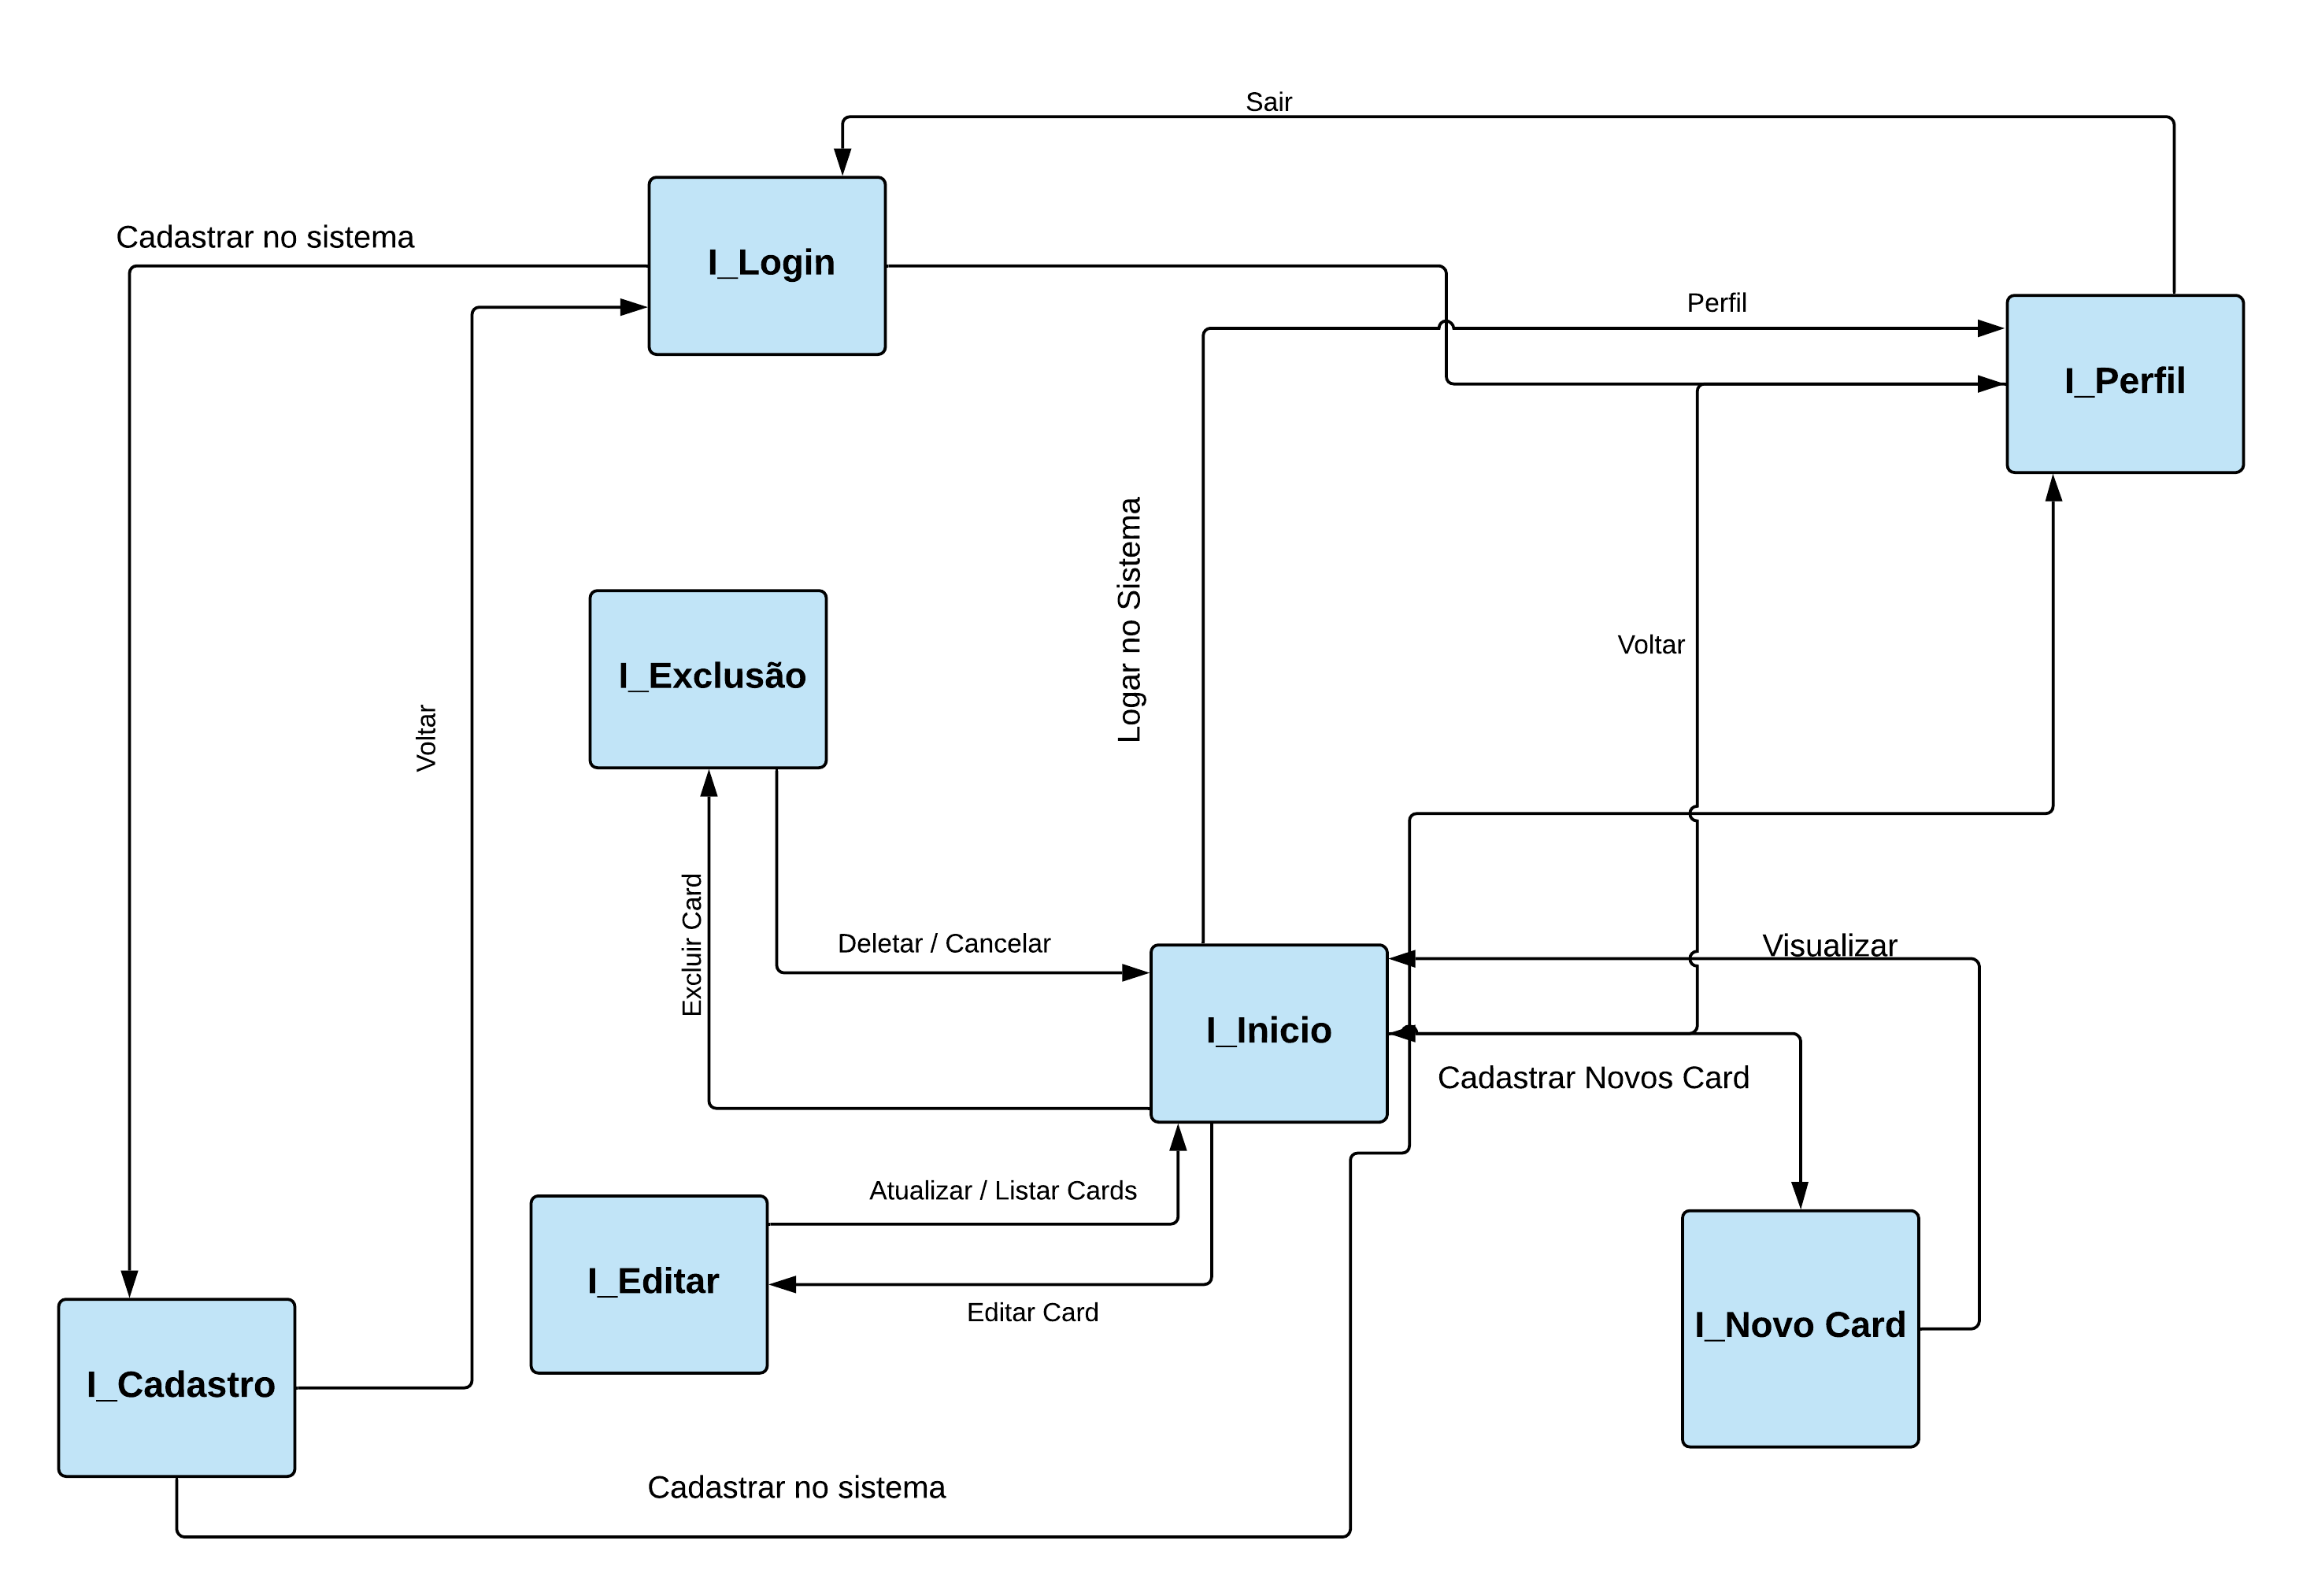 Sair
Cadastrar no sistema
I_Login
Perfil
I_Perfil
Logar no Sistema
Voltar
I_Exclusão
Voltar
Excluir Card
Deletar / Cancelar
Visualizar
I_Inicio
Cadastrar Novos Card
Atualizar / Listar Cards
I_Editar
Editar Card
I_Novo Card
I_Cadastro
Cadastrar no sistema